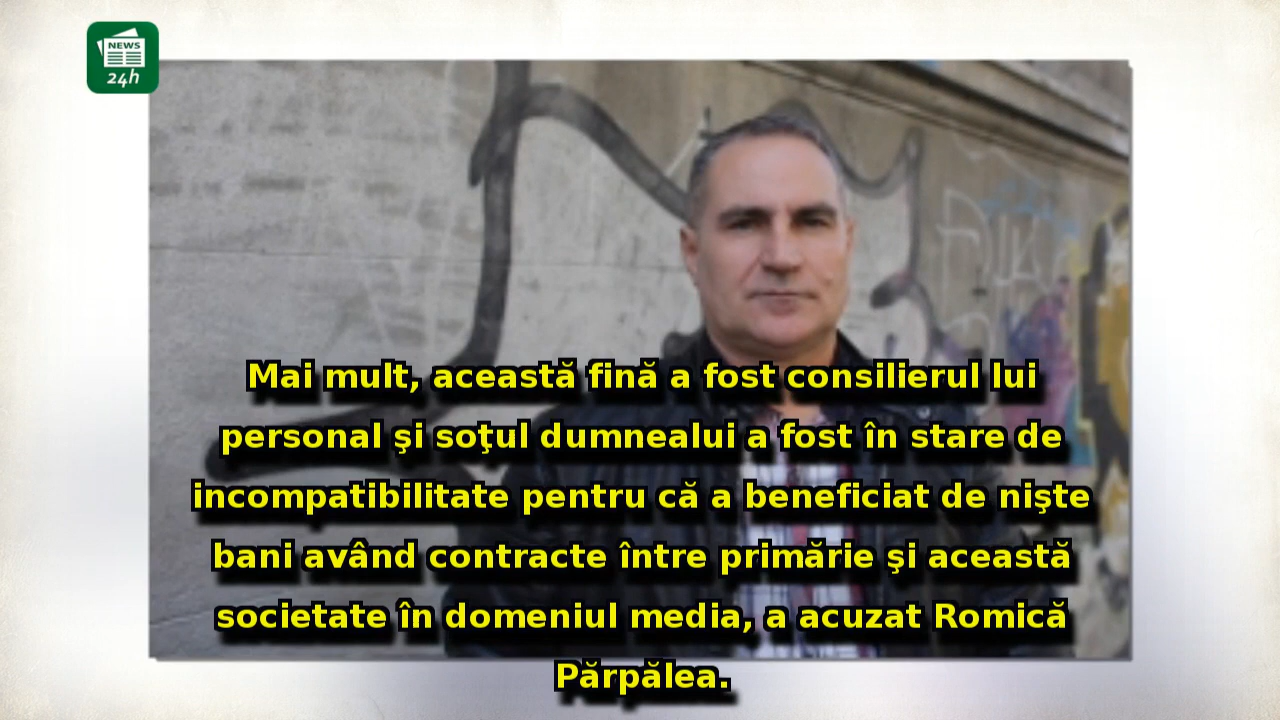 NEWS
24h
Mai mult, această fină a fost consilierul lui
personal şi soţul dumnealui a fost în stare de
incompatibilitate pentru că a beneficiat de nişte
bani având contracte între primărie şi această
societate în domeniul media, a acuzat Romică
Părpălea.